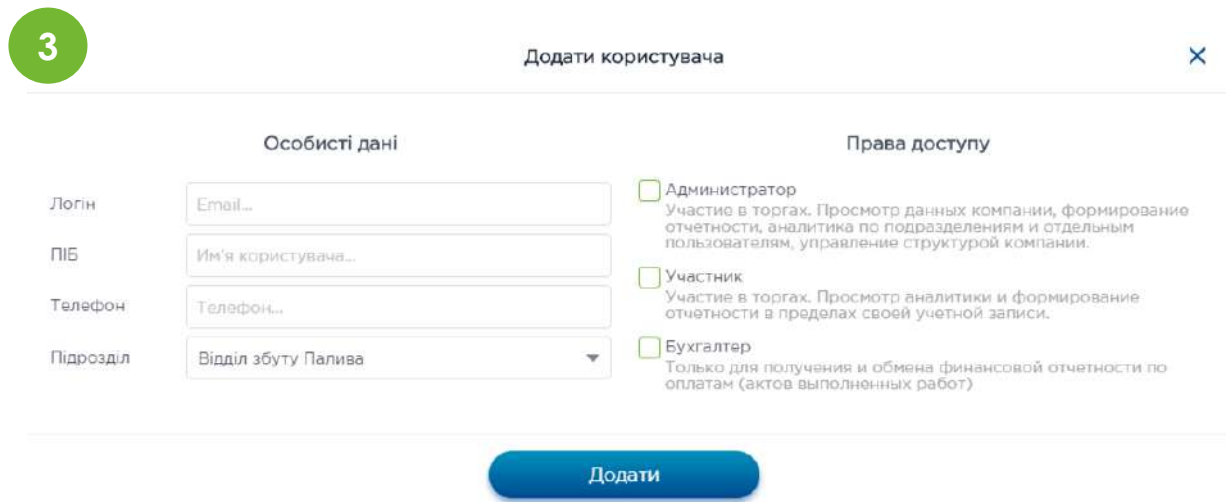 3
Додати користувача
Особисті дані
Логін
Email...
ПІБ
Им'я користувача...
Телефон
Телефон...
Підрозділ
Відділ збуту Палива
Права доступу
Администратор
Участие в торгах. Просмотр данных компании, формирование
отчетности, аналитика по подразделениям и отдельным
пользователям, управление структурой компании.
Участник
Участие в торгах. Просмотр аналитики и формирование
отчетности в пределах своей учетной записи.
Бухгалтер
Только для получения и обмена финансовой отчетности по
оплатам (актов выполненных работ)
Додати